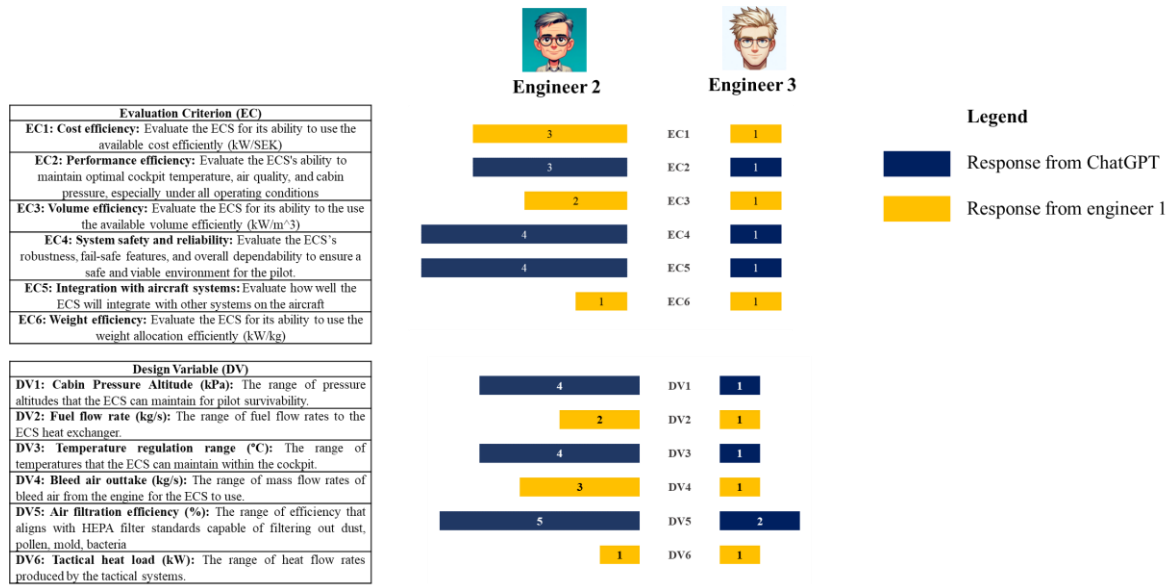 Engineer 2
Engineer 3
Legend
Response from ChatGPT
Response from engineer 1
Evaluation Criterion (EC)
EC1: Cost efficiency: Evaluate the ECS for its ability to use the
available cost efficiently (kW/SEK)
EC2: Performance efficiency: Evaluate the ECS's ability to
maintain optimal cockpit temperature, air quality, and cabin
pressure, especially under all operating conditions
EC3: Volume efficiency: Evaluate the ECS for its ability to the use
the available volume efficiently (kW/m^3)
EC4: System safety and reliability: Evaluate the ECS's
robustness, fail-safe features, and overall dependability to ensure a
safe and viable environment for the pilot.
EC5: Integration with aircraft systems: Evaluate how well the
ECS will integrate with other systems on the aircraft
EC6: Weight efficiency: Evaluate the ECS for its ability to use the
weight allocation efficiently (kW/kg)
3 EC1 1
3 EC2 1
2 EC3 1
4 EC4 1
4 EC5 1
1 EC6 1
Design Variable (DV)
DV1: Cabin Pressure Altitude (kPa): The range of pressure
altitudes that the ECS can maintain for pilot survivability.
DV2: Fuel flow rate (kg/s): The range of fuel flow rates to the
ECS heat exchanger.
DV3: Temperature regulation range (°C): The range of
temperatures that the ECS can maintain within the cockpit.
DV4: Bleed air outtake (kg/s): The range of mass flow rates of
bleed air from the engine for the ECS to use.
DV5: Air filtration efficiency (%): The range of efficiency that
aligns with HEPA filter standards capable of filtering out dust,
pollen, mold, bacteria
DV6: Tactical heat load (kW): The range of heat flow rates
produced by the tactical systems.
4 DV1 1
2 DV2 1
4 DV3 1
3 DV4 1
5 DV5 2
1 DV6 1